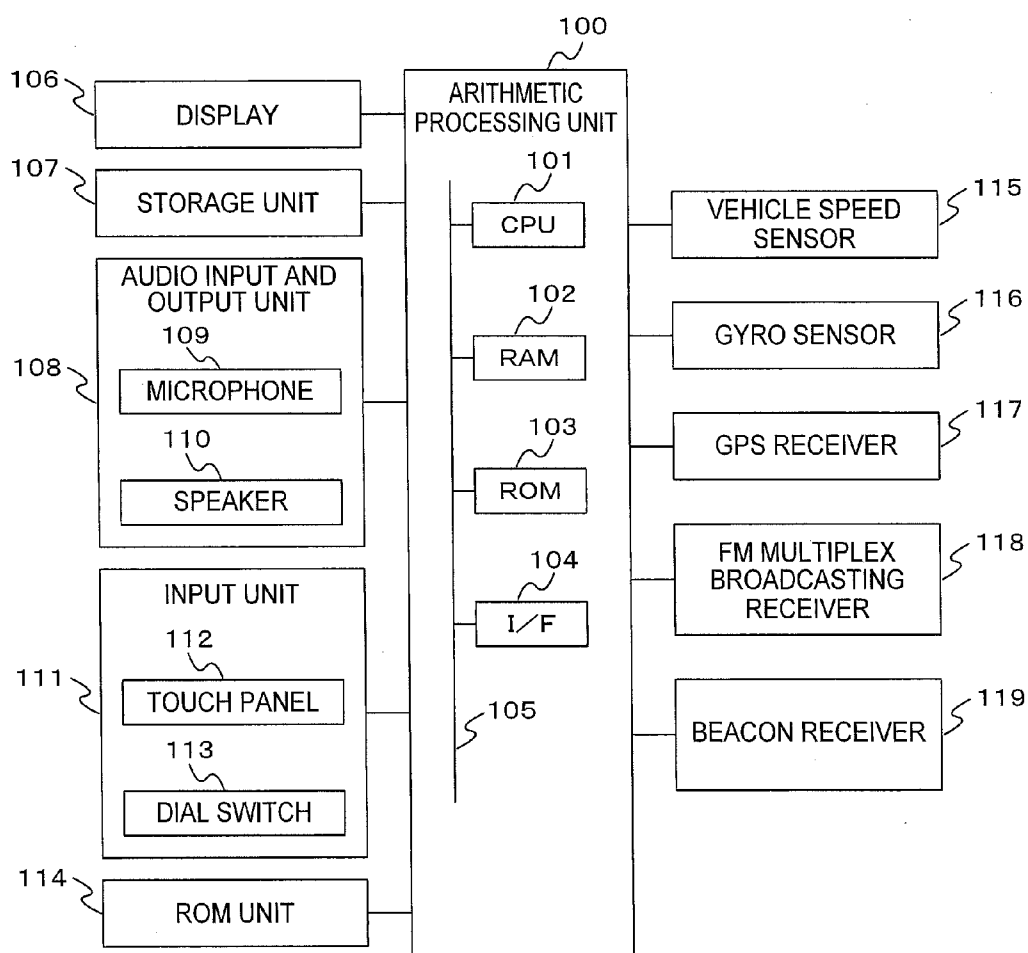 100
ARITHMETIC
PROCESSING UNIT
106
DISPLAY
107
STORAGE UNIT
AUDIO INPUT AND
OUTPUT UNIT
108
109
MICROPHONE
110
SPEAKER
INPUT UNIT
111
112
TOUCH PANEL
113
DIAL SWITCH
114
ROM UNIT
101
CPU
102
RAM
103
ROM
104
I/F
105
115
VEHICLE SPEED
SENSOR
116
GYRO SENSOR
117
GPS RECEIVER
118
FM MULTIPLEX
BROADCASTING
RECEIVER
119
BEACON RECEIVER